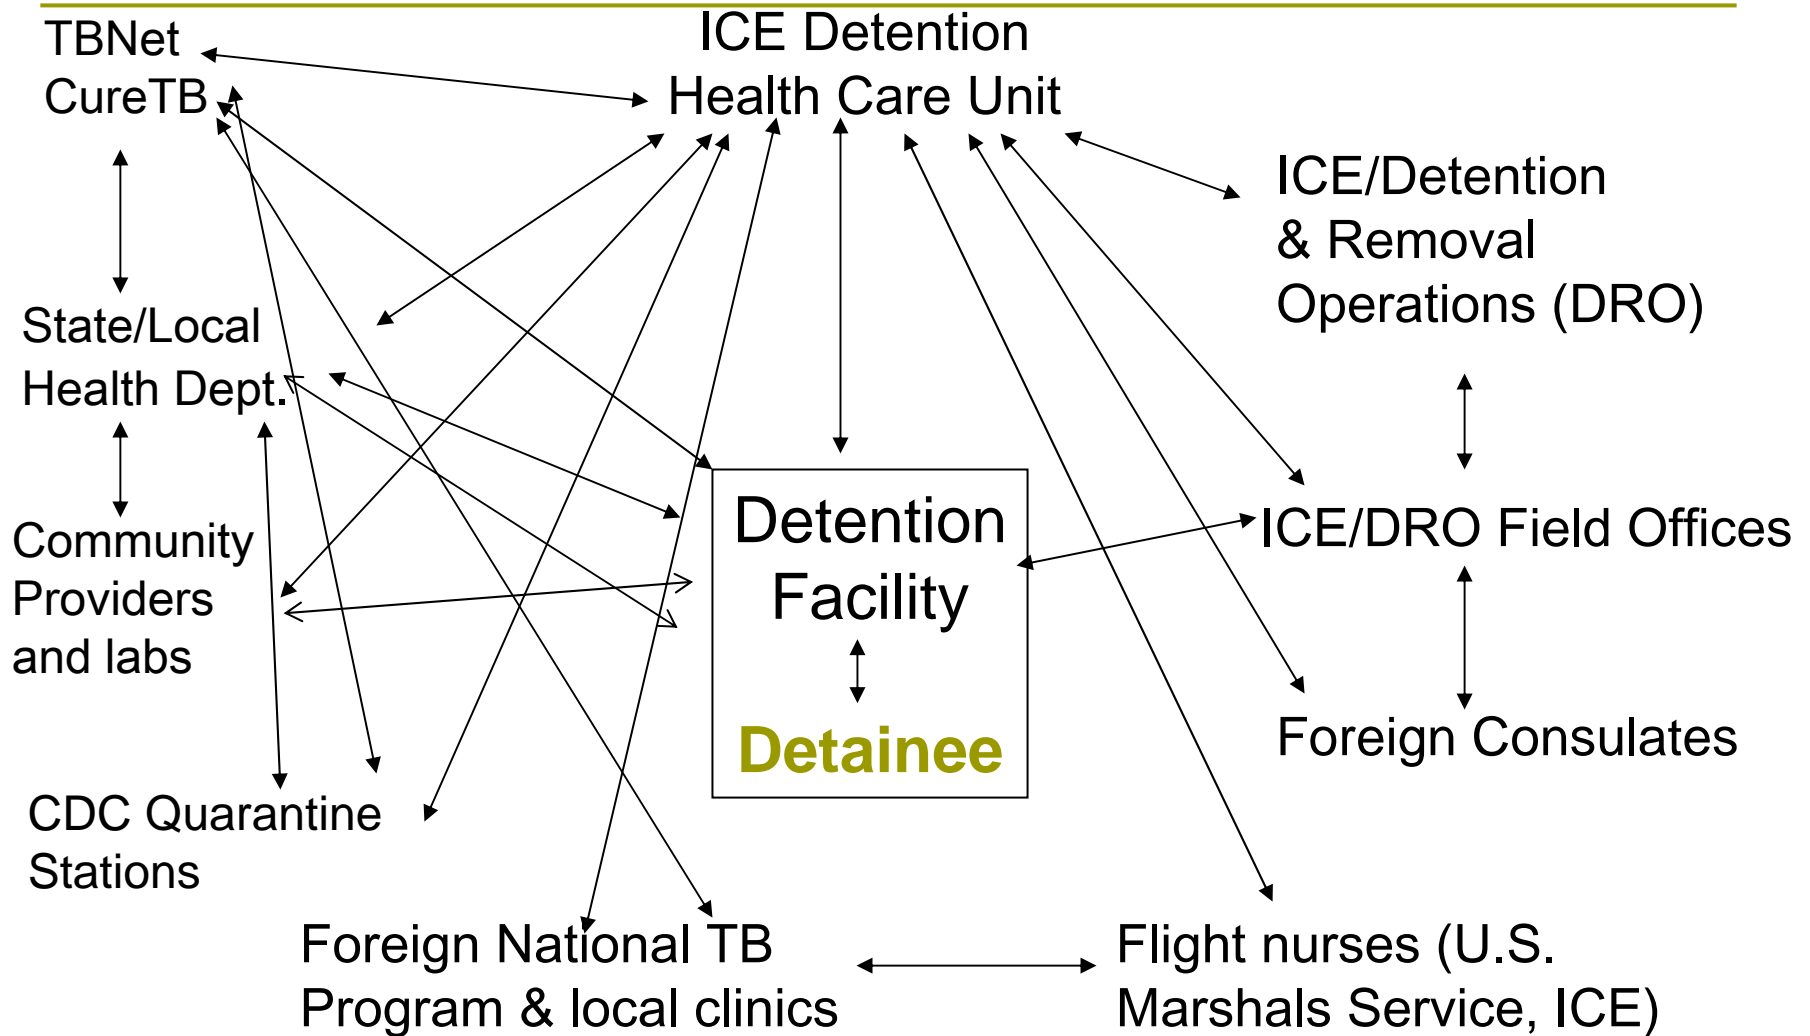 TBNet
CureTB
ICE Detention
Health Care Unit
ICE/Detention
& Removal
Operations (DRO)
State/Local
Health Dept.
Detention
Facility
Detainee
ICE/DRO Field Offices
Community
Providers
and labs
Foreign Consulates
CDC Quarantine
Stations
Foreign National TB
Program & local clinics
Flight nurses (U.S.
Marshals Service, ICE)